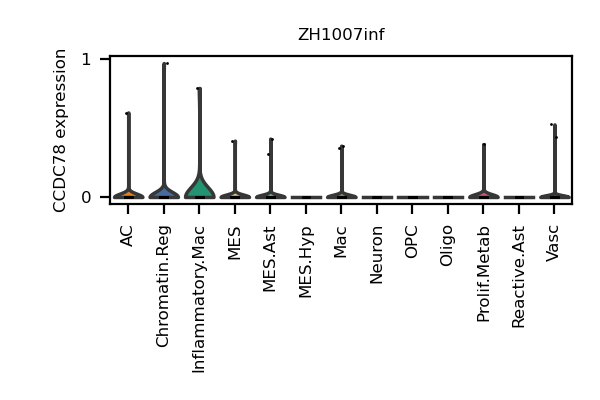 ZH1007inf
CCDC78 expression
1
0
AC
Chromatin.Reg
Inflammatory.Mac
MES
MES.Ast
MES.Hyp
Mac
Neuron
OPC
Oligo
Prolif.Metab
Reactive.Ast
Vasc